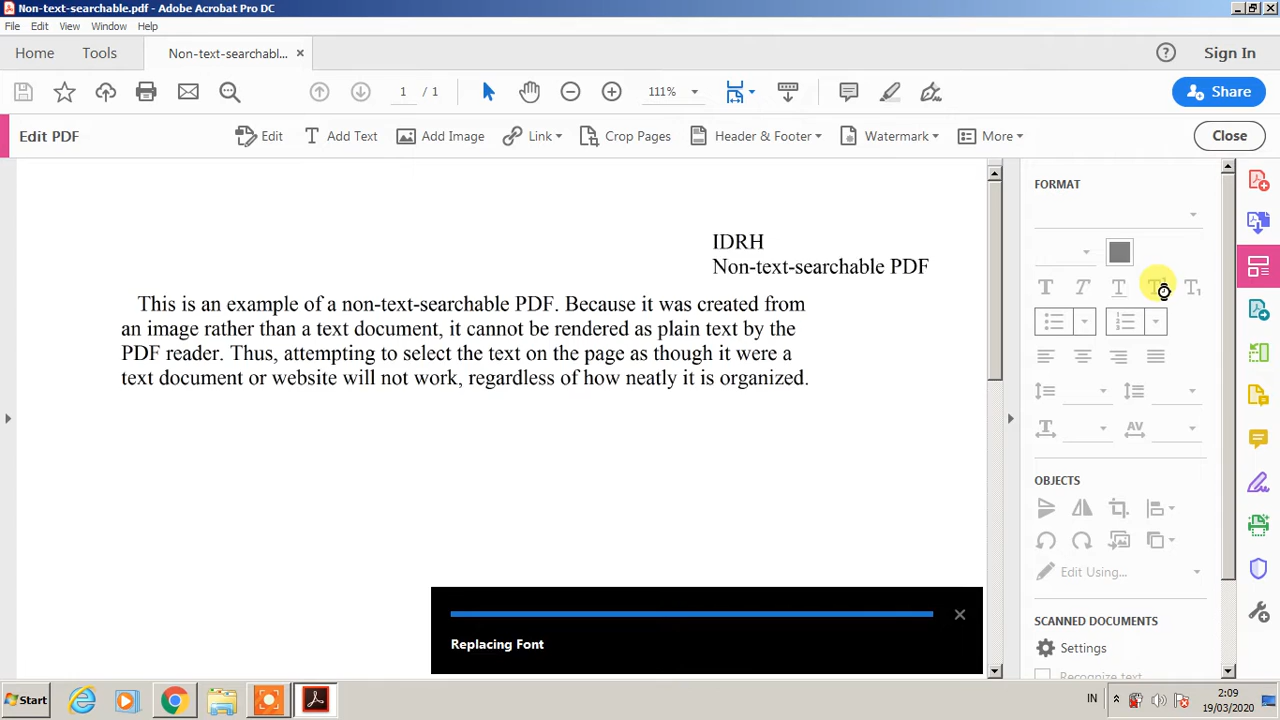 Non-text-searchable.pdf - Adobe Acrobat Pro DC
File Edit View Window Help
Home Tools Non-text-searchabl... × Sign In
1 / 1 111% Share
Edit PDF Edit Add Text Add Image Link Crop Pages Header & Footer Watermark More Close
FORMAT
IDRH
Non-text-searchable PDF
This is an example of a non-text-searchable PDF. Because it was created from
an image rather than a text document, it cannot be rendered as plain text by the
PDF reader. Thus, attempting to select the text on the page as though it were a
text document or website will not work, regardless of how neatly it is organized.
OBJECTS
Edit Using...
SCANNED DOCUMENTS
Settings
Recognize text
Replacing Font
Start IN 2:09
19/03/2020